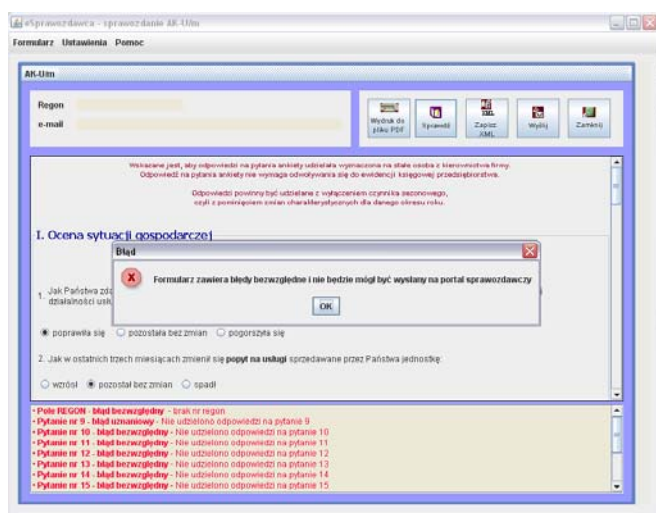 eSprawozdawca - sprawozdanie AK-U/m
Formularz Ustawienia Pomoc
AK-U/m
Regon
e-mail
Wydruk do pliku PDF
Sprawdź
Zapisz XML
Wyślij
Zamknij
Wskazane jest, aby odpowiedzi na pytania ankiety udzielała wyznaczona na stałe osoba z kierownictwa firmy.
Odpowiedź na pytania ankiety nie wymaga odwoływania się do ewidencji księgowej przedsiębiorstwa.
Odpowiedzi powinny być udzielane z wyłączeniem czynnika sezonowego,
czyli z pominięciem zmian charakterystycznych dla danego okresu roku.
I. Ocena sytuacji gospodarczej
Błąd
Formularz zawiera błędy bezwzględne i nie będzie mógł być wysłany na portal sprawozdawczy
OK
1. Jak Państwa
działalności
poprawiła się pozostała bez zmian pogorszyła się
2. Jak w ostatnich trzech miesiącach zmienił się popyt na usługi sprzedawane przez Państwa jednostkę:
wzrósł pozostał bez zmian spadł
• Pole REGON - błąd bezwzględny - brak nr regon
• Pytanie nr 9 - błąd uznaniowy - Nie udzielono odpowiedzi na pytanie 9
• Pytanie nr 10 - błąd bezwzględny - Nie udzielono odpowiedzi na pytanie 10
• Pytanie nr 11 - błąd bezwzględny - Nie udzielono odpowiedzi na pytanie 11
• Pytanie nr 12 - błąd bezwzględny - Nie udzielono odpowiedzi na pytanie 12
• Pytanie nr 13 - błąd bezwzględny - Nie udzielono odpowiedzi na pytanie 13
• Pytanie nr 14 - błąd bezwzględny - Nie udzielono odpowiedzi na pytanie 14
• Pytanie nr 15 - błąd bezwzględny - Nie udzielono odpowiedzi na pytanie 15